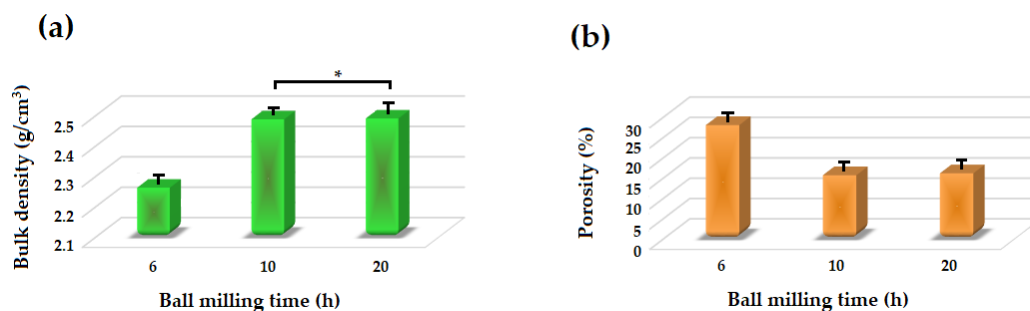 (a)
Bulk density (g/cm³)
2.5
2.4
2.3
2.2
2.1
*
6 10 20
Ball milling time (h)
(b)
Porosity (%)
30
25
20
15
10
5
0
6 10 20
Ball milling time (h)